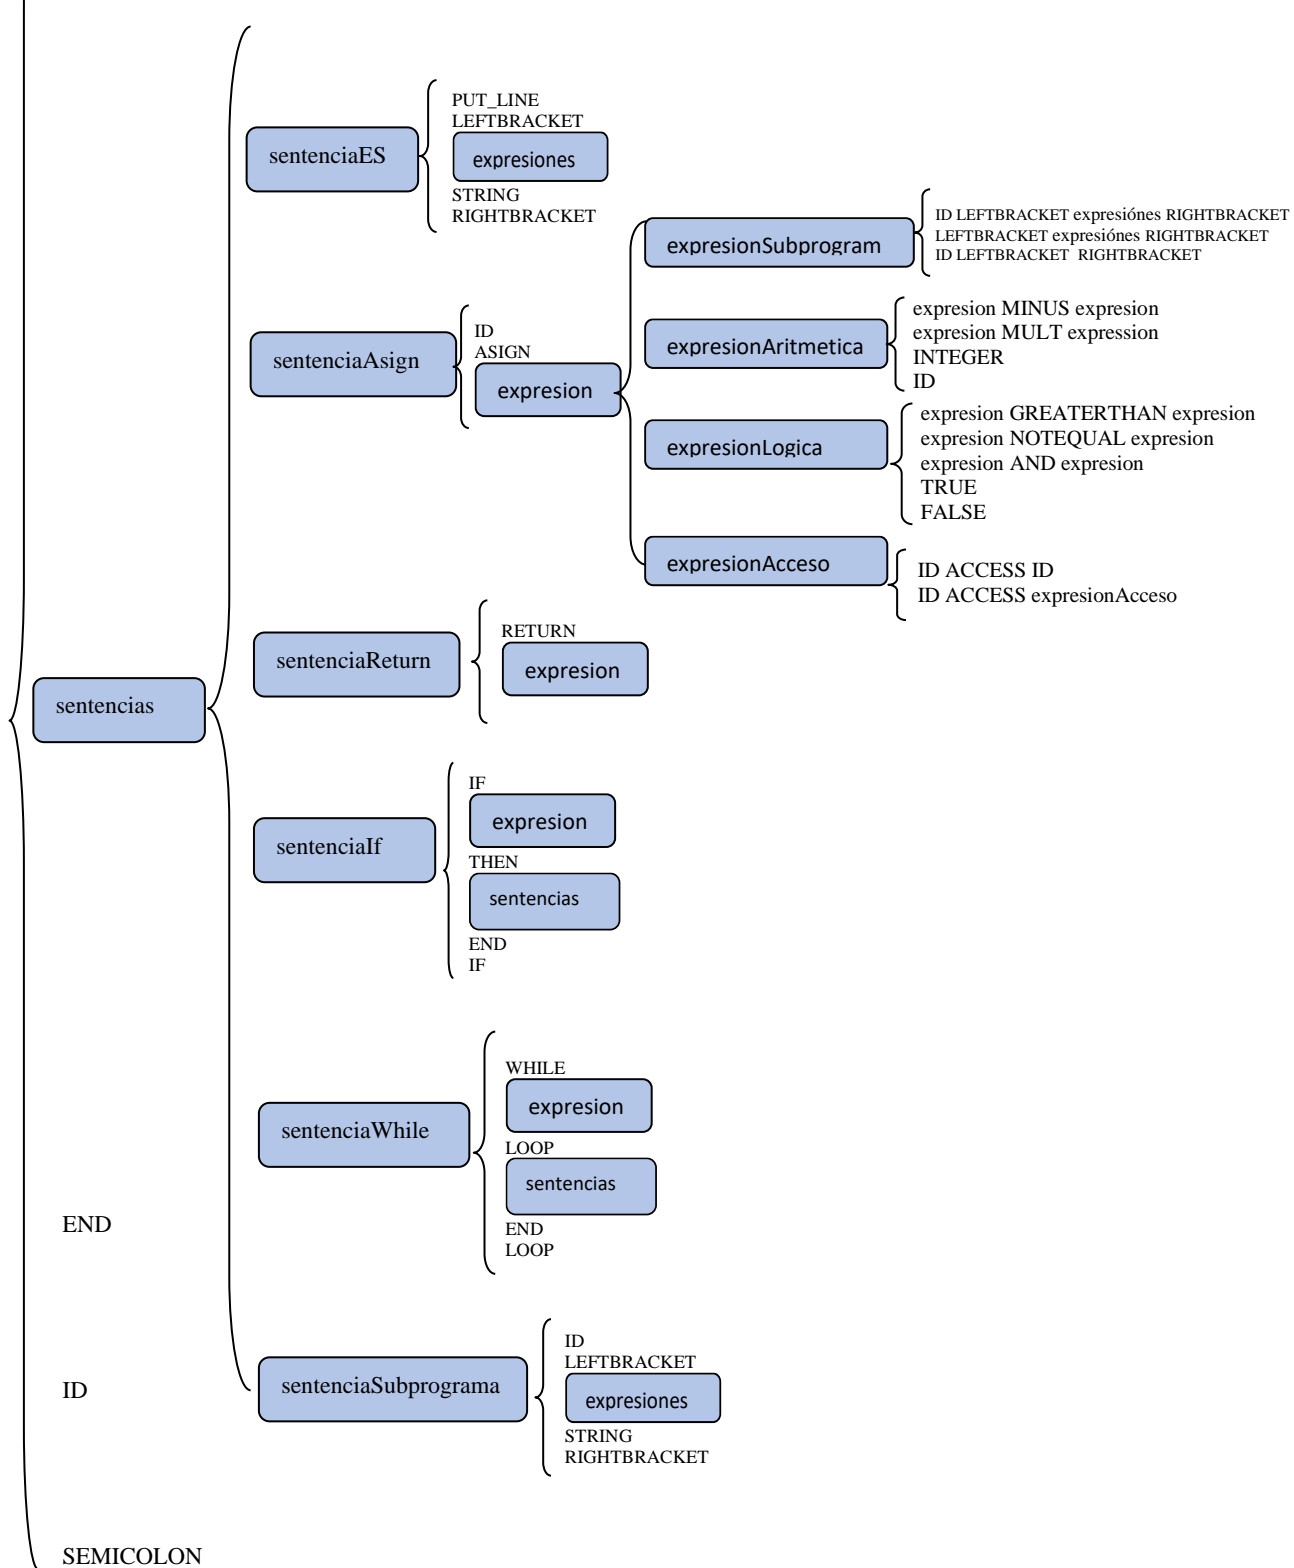 PUT_LINE
LEFTBRACKET
sentenciaES
expresiones
STRING
RIGHTBRACKET
expresionSubprogram
ID LEFTBRACKET expresiónes RIGHTBRACKET
LEFTBRACKET expresiónes RIGHTBRACKET
ID LEFTBRACKET RIGHTBRACKET
sentenciaAsign
ID
ASIGN
expresion
expresionAritmetica
expresion MINUS expresion
expresion MULT expression
INTEGER
ID
expresionLogica
expresion GREATERTHAN expresion
expresion NOTEQUAL expresion
expresion AND expresion
TRUE
FALSE
expresionAcceso
ID ACCESS ID
ID ACCESS expresionAcceso
sentenciaReturn
RETURN
expresion
sentencias
sentenciaIf
IF
expresion
THEN
sentencias
END
IF
sentenciaWhile
WHILE
expresion
LOOP
sentencias
END
LOOP
END
sentenciaSubprograma
ID
LEFTBRACKET
expresiones
STRING
RIGHTBRACKET
ID
SEMICOLON